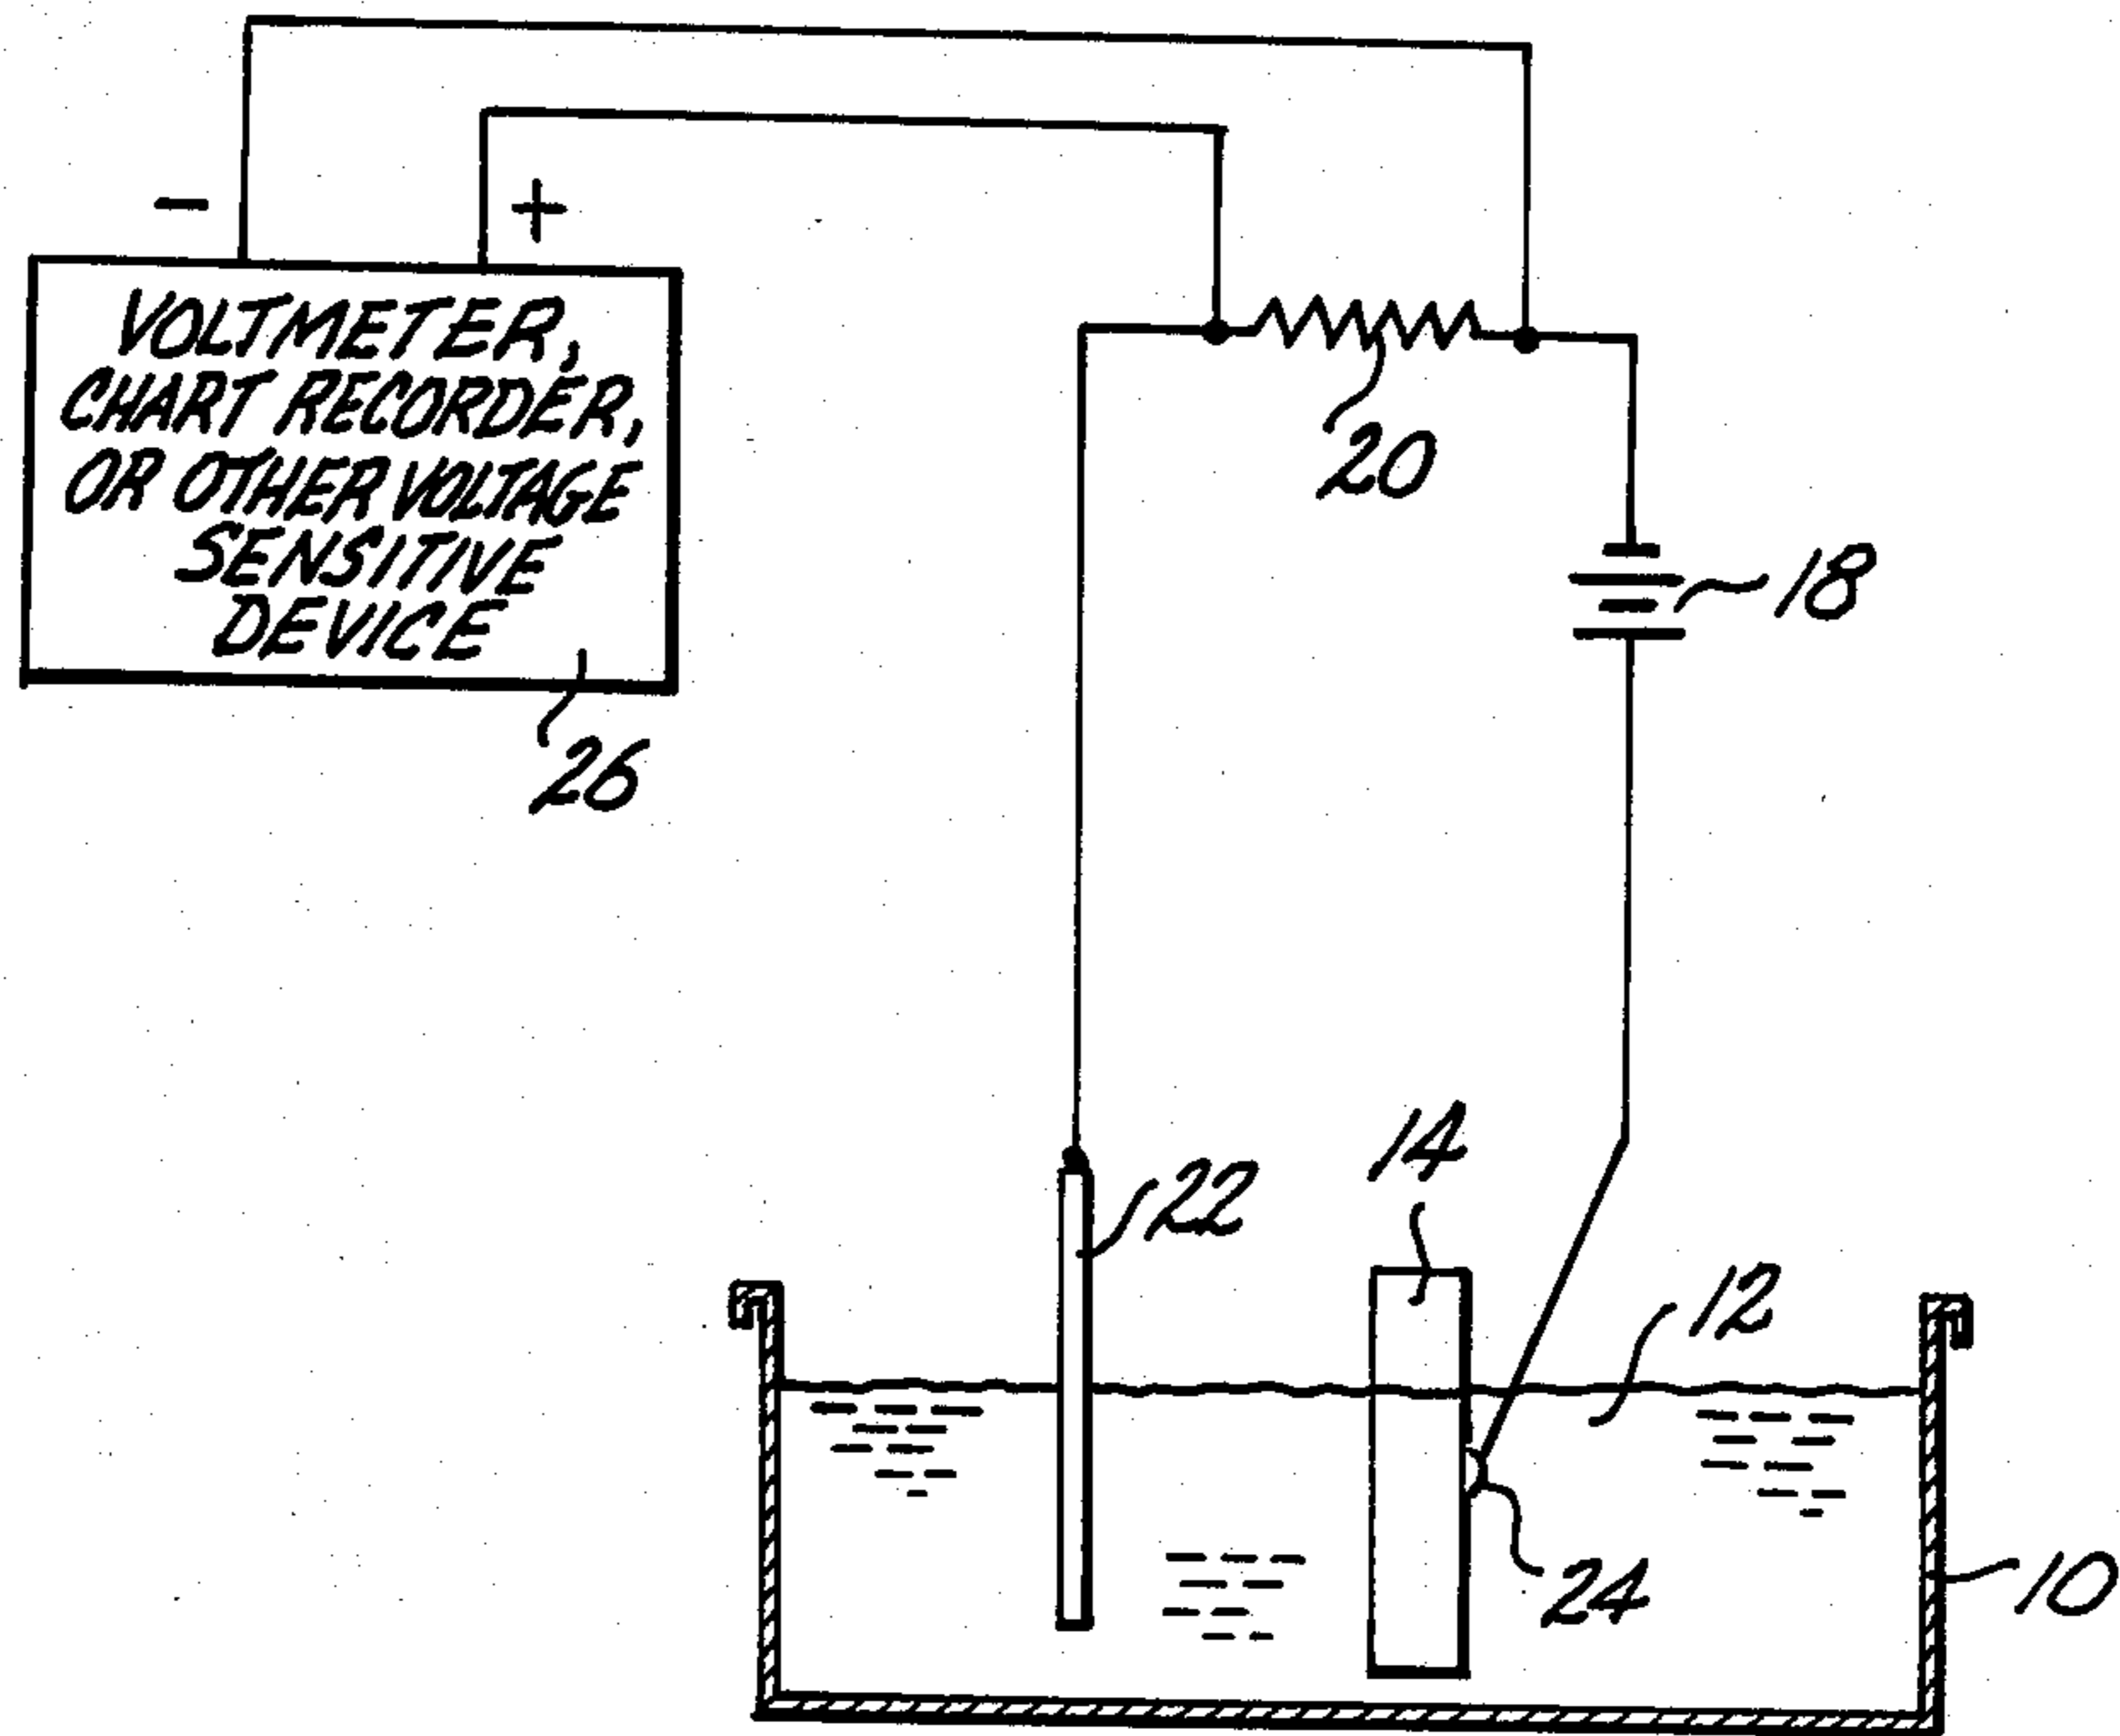 - +
VOLTMETER,
CHART RECORDER,
OR OTHER VOLTAGE
SENSITIVE
DEVICE
20
18
26
14
22
12
24
10